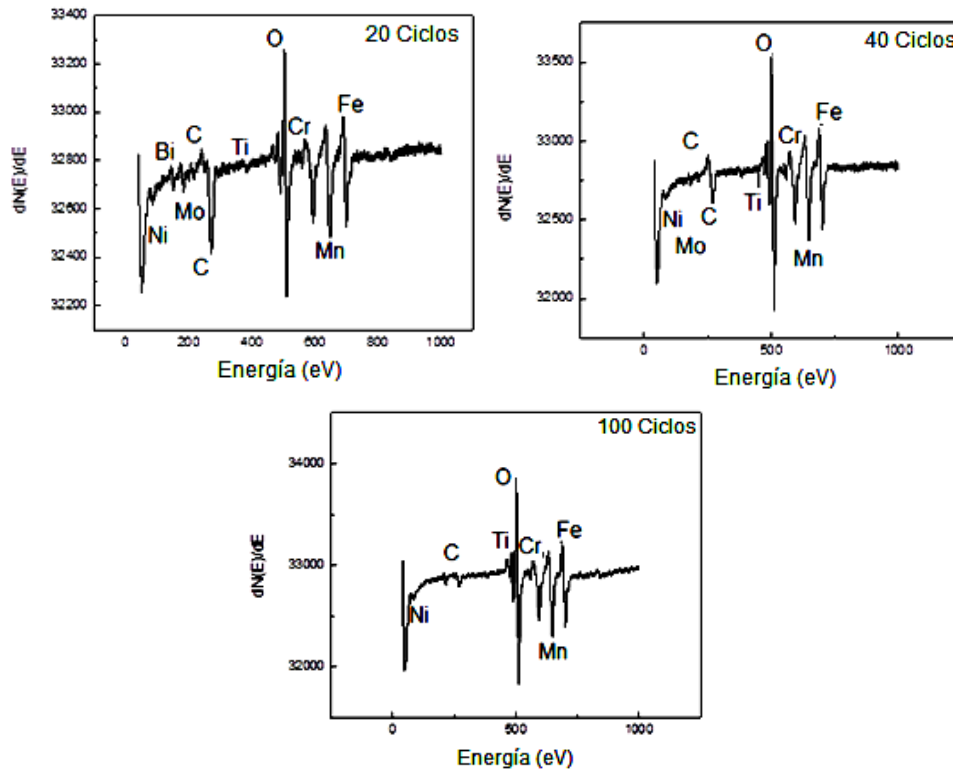 20 Ciclos
33400
33200
33000
32800
32600
32400
32200
dN(E)/dE
O
Fe
Cr
C
Bi
Ti
Mo
Ni
C
Mn
0 200 400 600 800 1000
Energía (eV)
40 Ciclos
33500
33000
32500
32000
dN(E)/dE
O
Fe
Cr
C
Ti
Ni
C
Mo
Mn
0 500 1000
Energía (eV)
100 Ciclos
34000
33000
32000
dN(E)/dE
O
Fe
Ti
Cr
C
Ni
Mn
0 500 1000
Energía (eV)